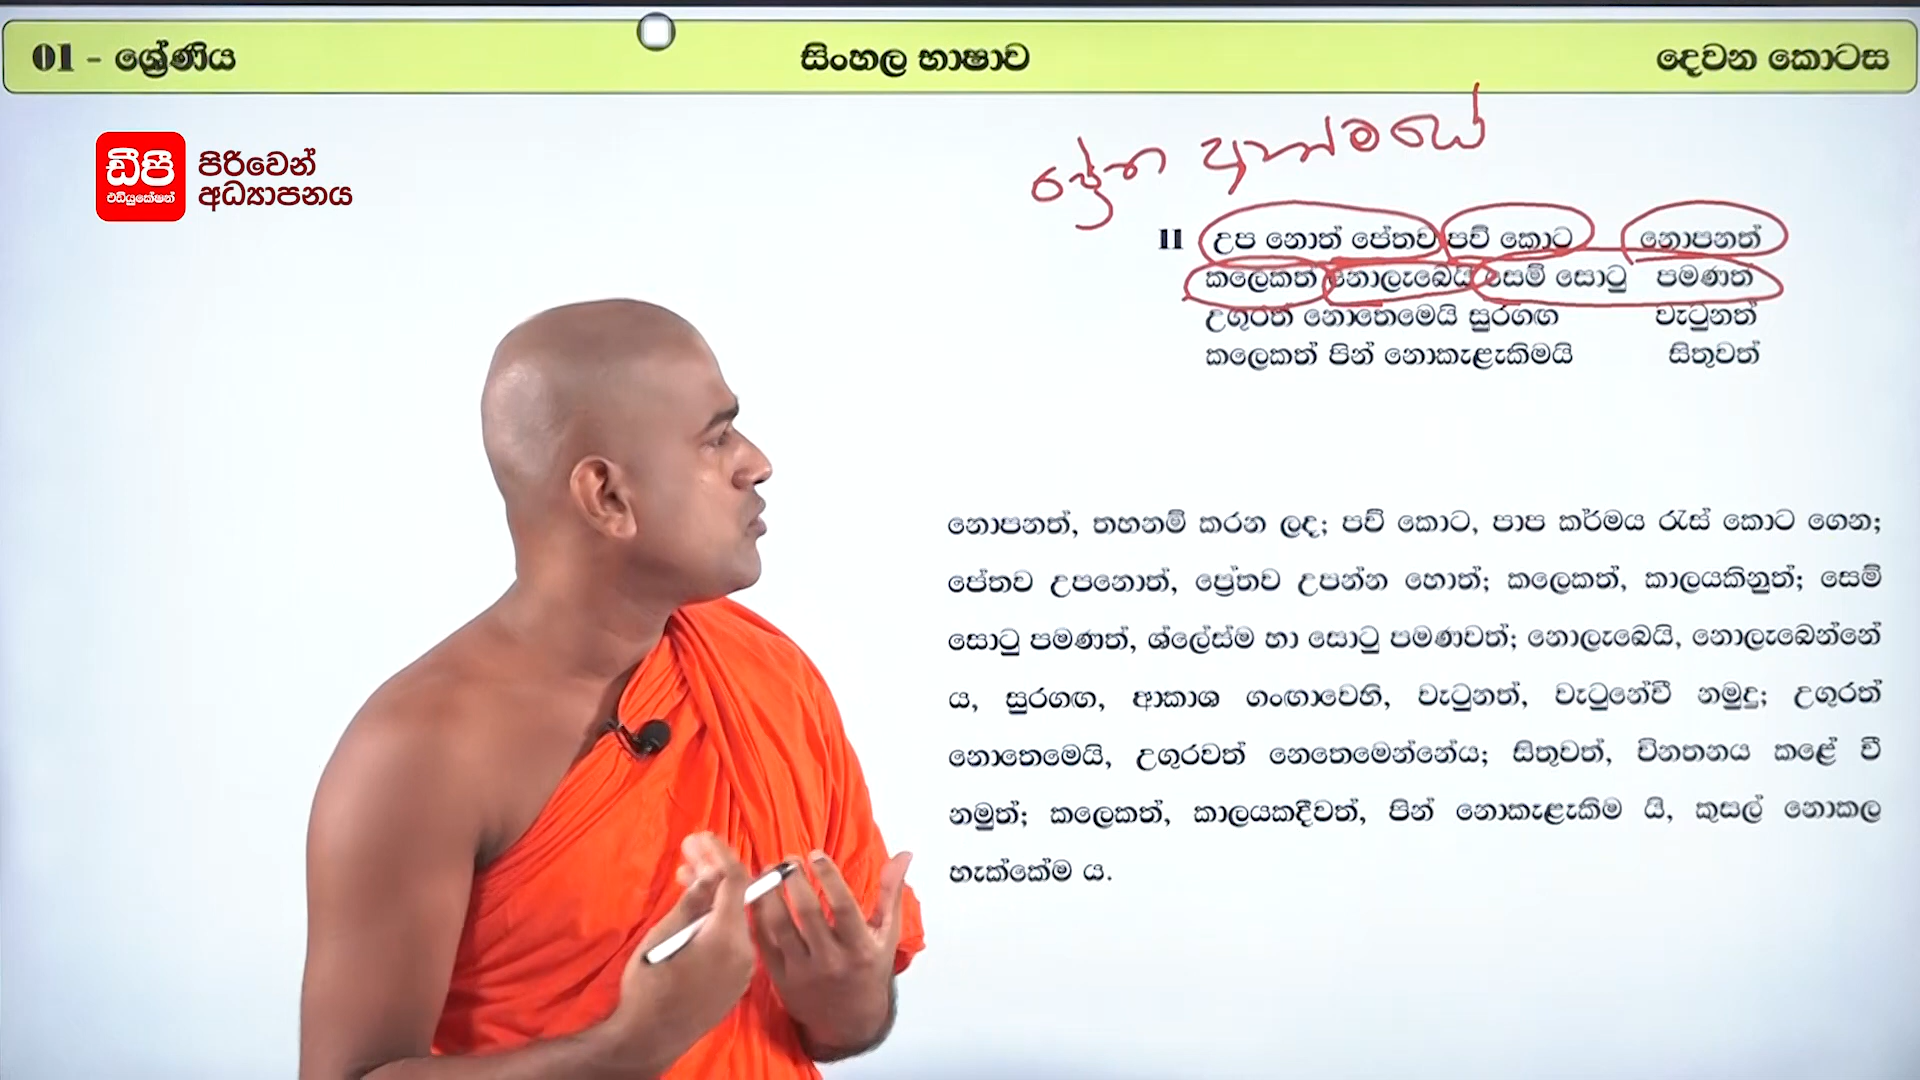 01 - ශ්‍රේණිය
සිංහල භාෂාව
දෙවන කොටස
ඩීපී
එඩියුකේෂන්
පිරිවෙන්
අධ්‍යාපනය
ප්‍රේත ආත්මයේ
11 උප නොත් පේතව පව් කොට නොපනත්
කලෙකත් නොලැබෙයි සෙම් සොටු පමණත්
උගුරත් නොතෙමෙයි සුරගඟ වැටුනත්
කලෙකත් පින් නොකැළැකිමයි සිතුවත්
නොපනත්, තහනම් කරන ලද; පව් කොට, පාප කර්මය රැස් කොට ගෙන;
පේතව උපනොත්, ප්‍රේතව උපන්න හොත්; කලෙකත්, කාලයකිනුත්; සෙම්
සොටු පමණත්, ශ්ලේස්ම හා සොටු පමණවත්; නොලැබෙයි, නොලැබෙන්නේ
ය, සුරගඟ, ආකාශ ගංඟාවෙහි, වැටුනත්, වැටුනේවී නමුදු; උගුරත්
නොතෙමෙයි, උගුරවත් නෙතෙමෙන්නේය; සිතුවත්, චින්තනය කළේ වී
නමුත්; කලෙකත්, කාලයකදීවත්, පින් නොකැළැකිම යි, කුසල් නොකල
හැක්කේම ය.